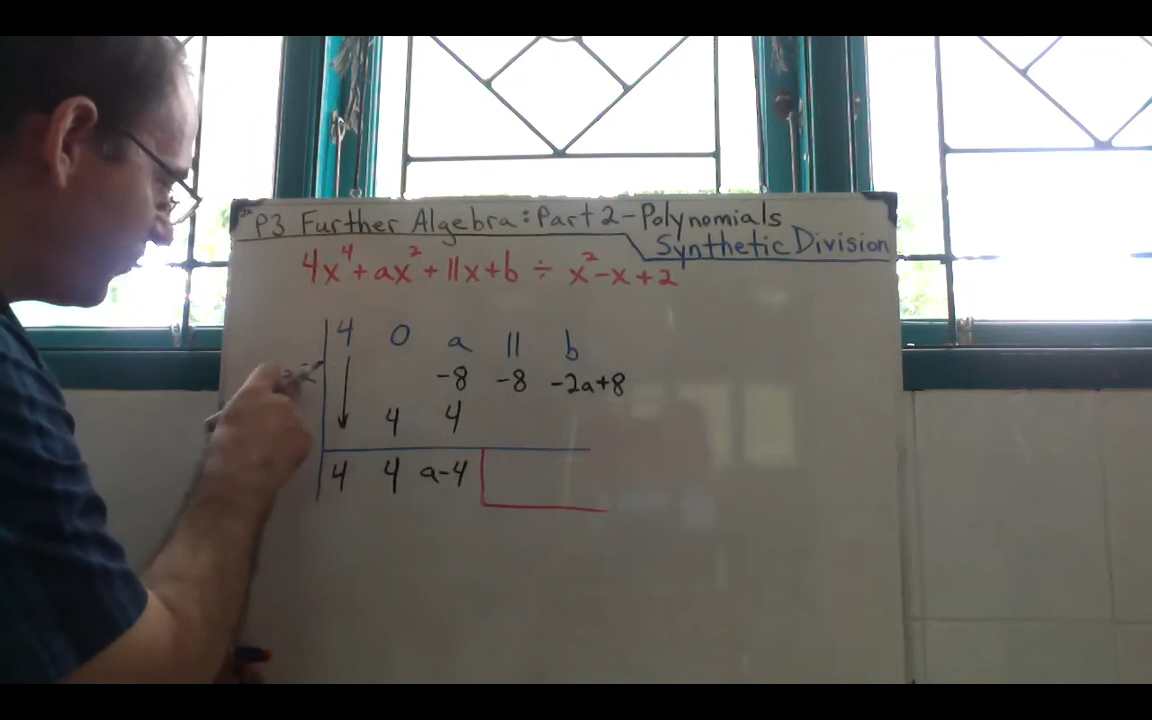 P3 Further Algebra: Part 2 - Polynomials
Synthetic Division
4x⁴ + ax² + 11x + b ÷ x² - x + 2
4 0 a 11 b
-8 -8 -2a+8
4 4
4 4 a-4